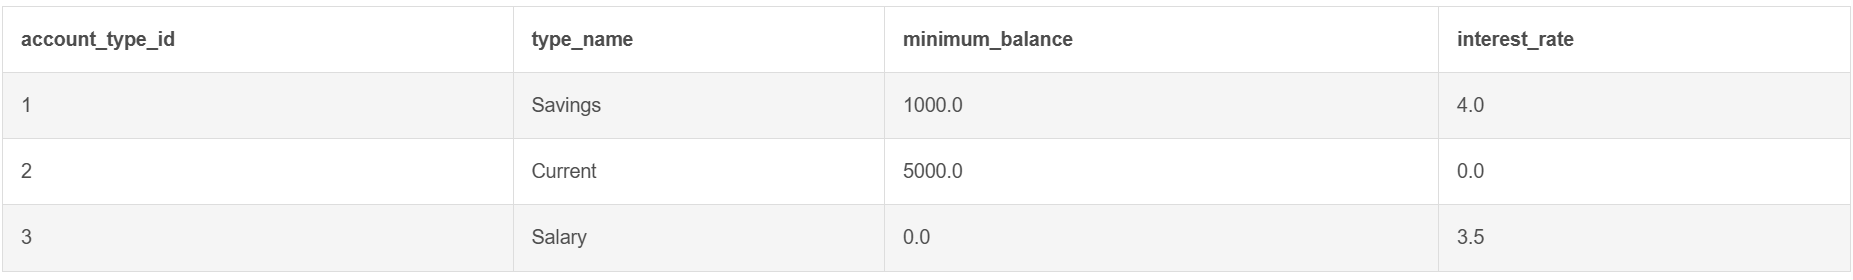 account_type_id type_name minimum_balance interest_rate
1 Savings 1000.0 4.0
2 Current 5000.0 0.0
3 Salary 0.0 3.5